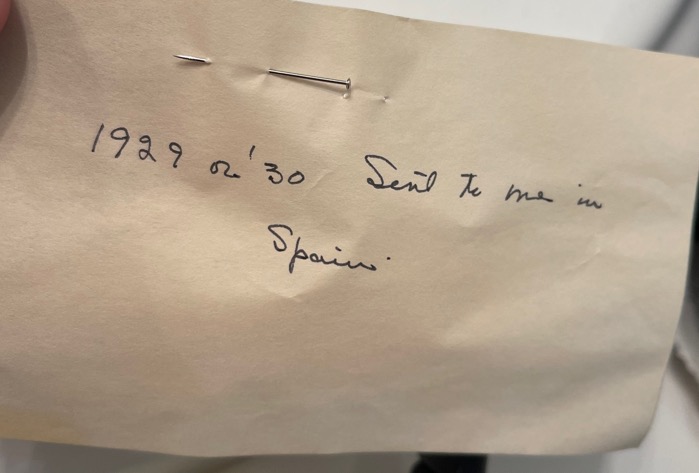 1929 or '30 Sent to me in
Spain.